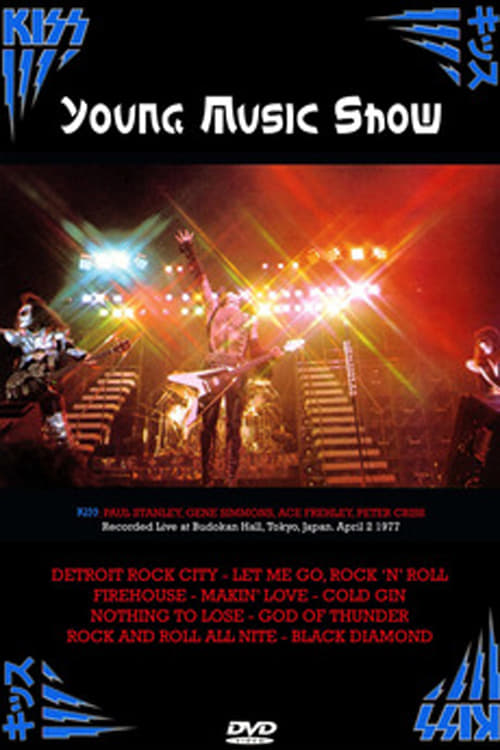 KISS
キッス
Young Music Show
KISS PAUL STANLEY, GENE SIMMONS, ACE FREHLEY, PETER CRISS
Recorded Live at Budokan Hall, Tokyo, Japan. April 2 1977
DETROIT ROCK CITY - LET ME GO, ROCK 'N' ROLL
FIREHOUSE - MAKIN' LOVE - COLD GIN
NOTHING TO LOSE - GOD OF THUNDER
ROCK AND ROLL ALL NITE - BLACK DIAMOND
キッス
DVD
VIDEO
KISS